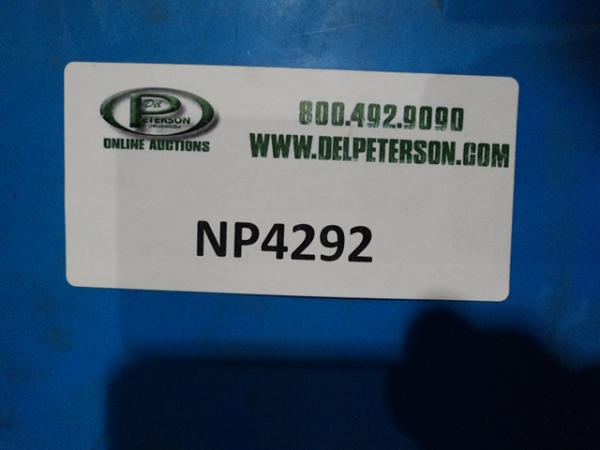 Del
PETERSON
ONLINE AUCTIONS
800.492.9090
WWW.DELPETERSON.COM
NP4292